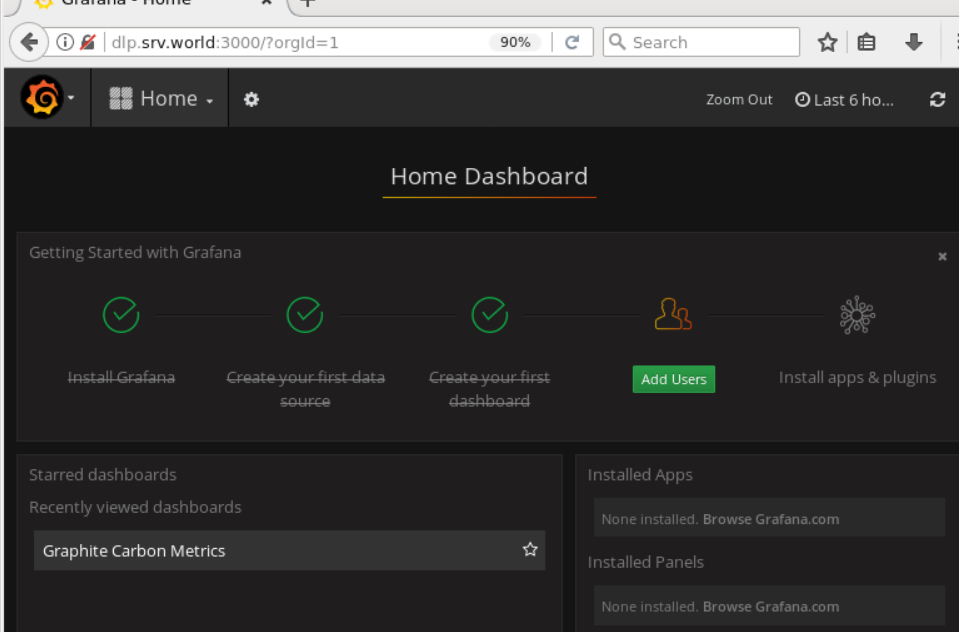 Grafana - Home
dlp.srv.world:3000/?orgId=1
90%
Search
Home
Zoom Out
Last 6 ho...
Home Dashboard
Getting Started with Grafana
Install Grafana
Create your first data
source
Create your first
dashboard
Add Users
Install apps & plugins
Starred dashboards
Recently viewed dashboards
Graphite Carbon Metrics
Installed Apps
None installed. Browse Grafana.com
Installed Panels
None installed. Browse Grafana.com